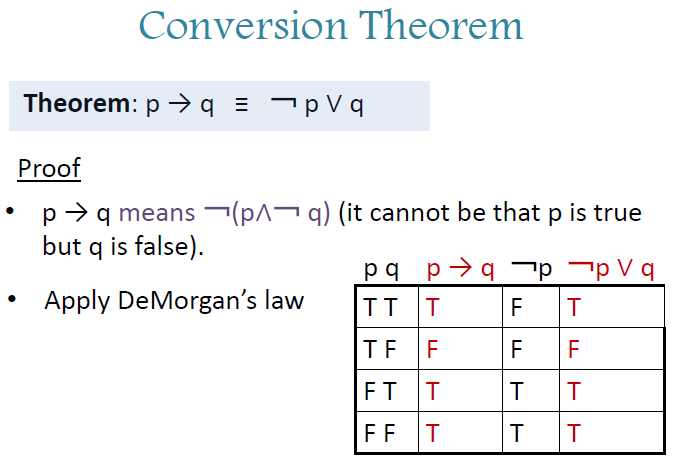 Conversion Theorem
Theorem: p → q ≡ ¬ p ∨ q
Proof
• p → q means ¬(p∧¬ q) (it cannot be that p is true
but q is false).
• Apply DeMorgan’s law
p q p → q ¬p ¬p ∨ q
T T T F T
T F F F F
F T T T T
F F T T T